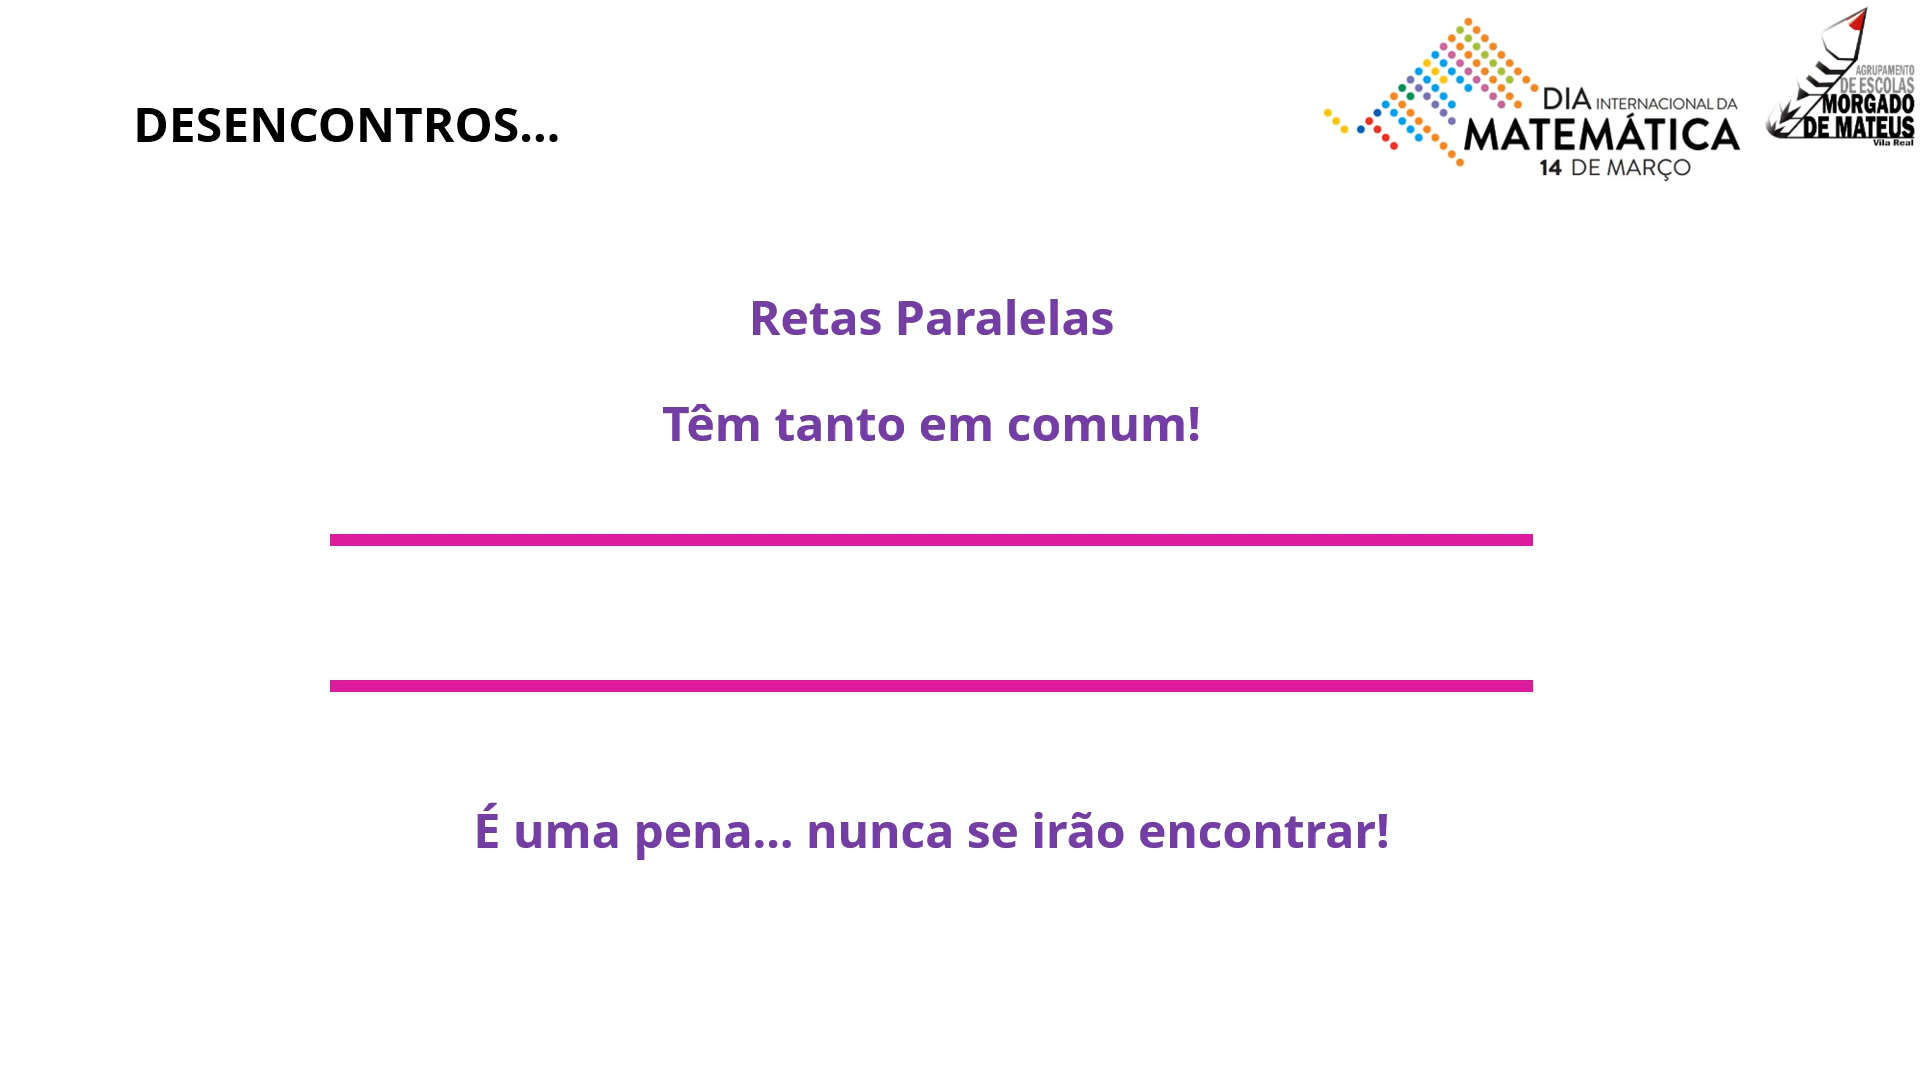 DESENCONTROS...
DIA INTERNACIONAL DA
MATEMÁTICA
14 DE MARÇO
AGRUPAMENTO
DE ESCOLAS
MORGADO
DE MATEUS
Vila Real
Retas Paralelas
Têm tanto em comum!
É uma pena... nunca se irão encontrar!